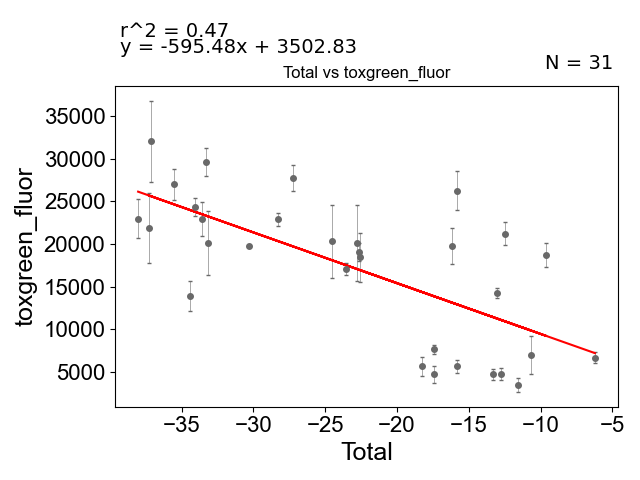 r^2 = 0.47
y = -595.48x + 3502.83
N = 31
Total vs toxgreen_fluor
toxgreen_fluor
35000
30000
25000
20000
15000
10000
5000
−35 −30 −25 −20 −15 −10 −5
Total